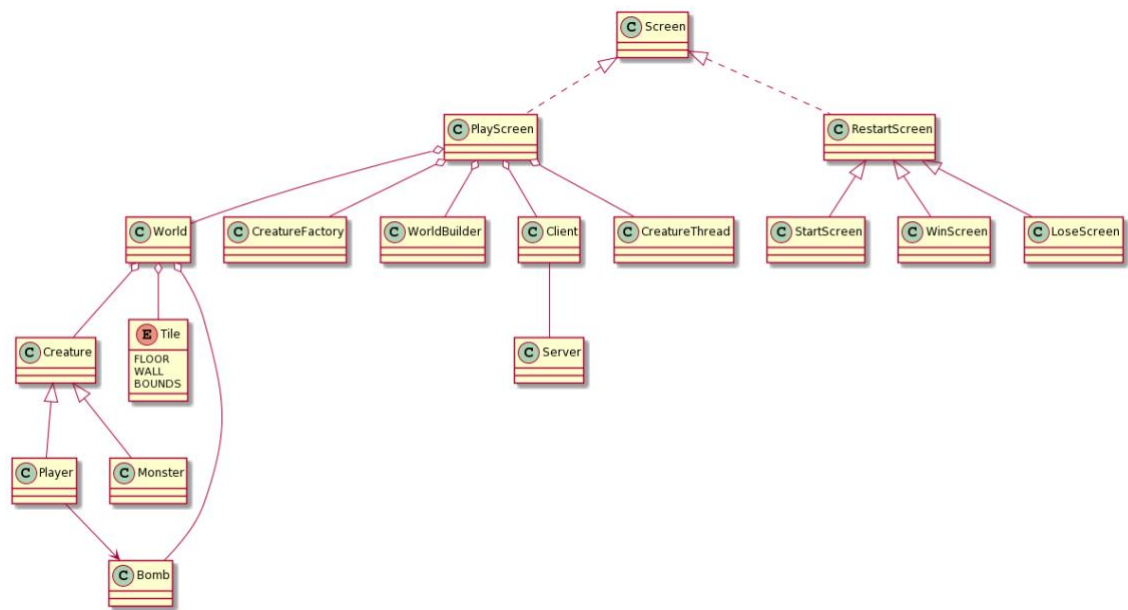 C Screen
C PlayScreen
C RestartScreen
C World
C CreatureFactory
C WorldBuilder
C Client
C CreatureThread
C StartScreen
C WinScreen
C LoseScreen
C Creature
E Tile
FLOOR
WALL
BOUNDS
C Server
C Player
C Monster
C Bomb